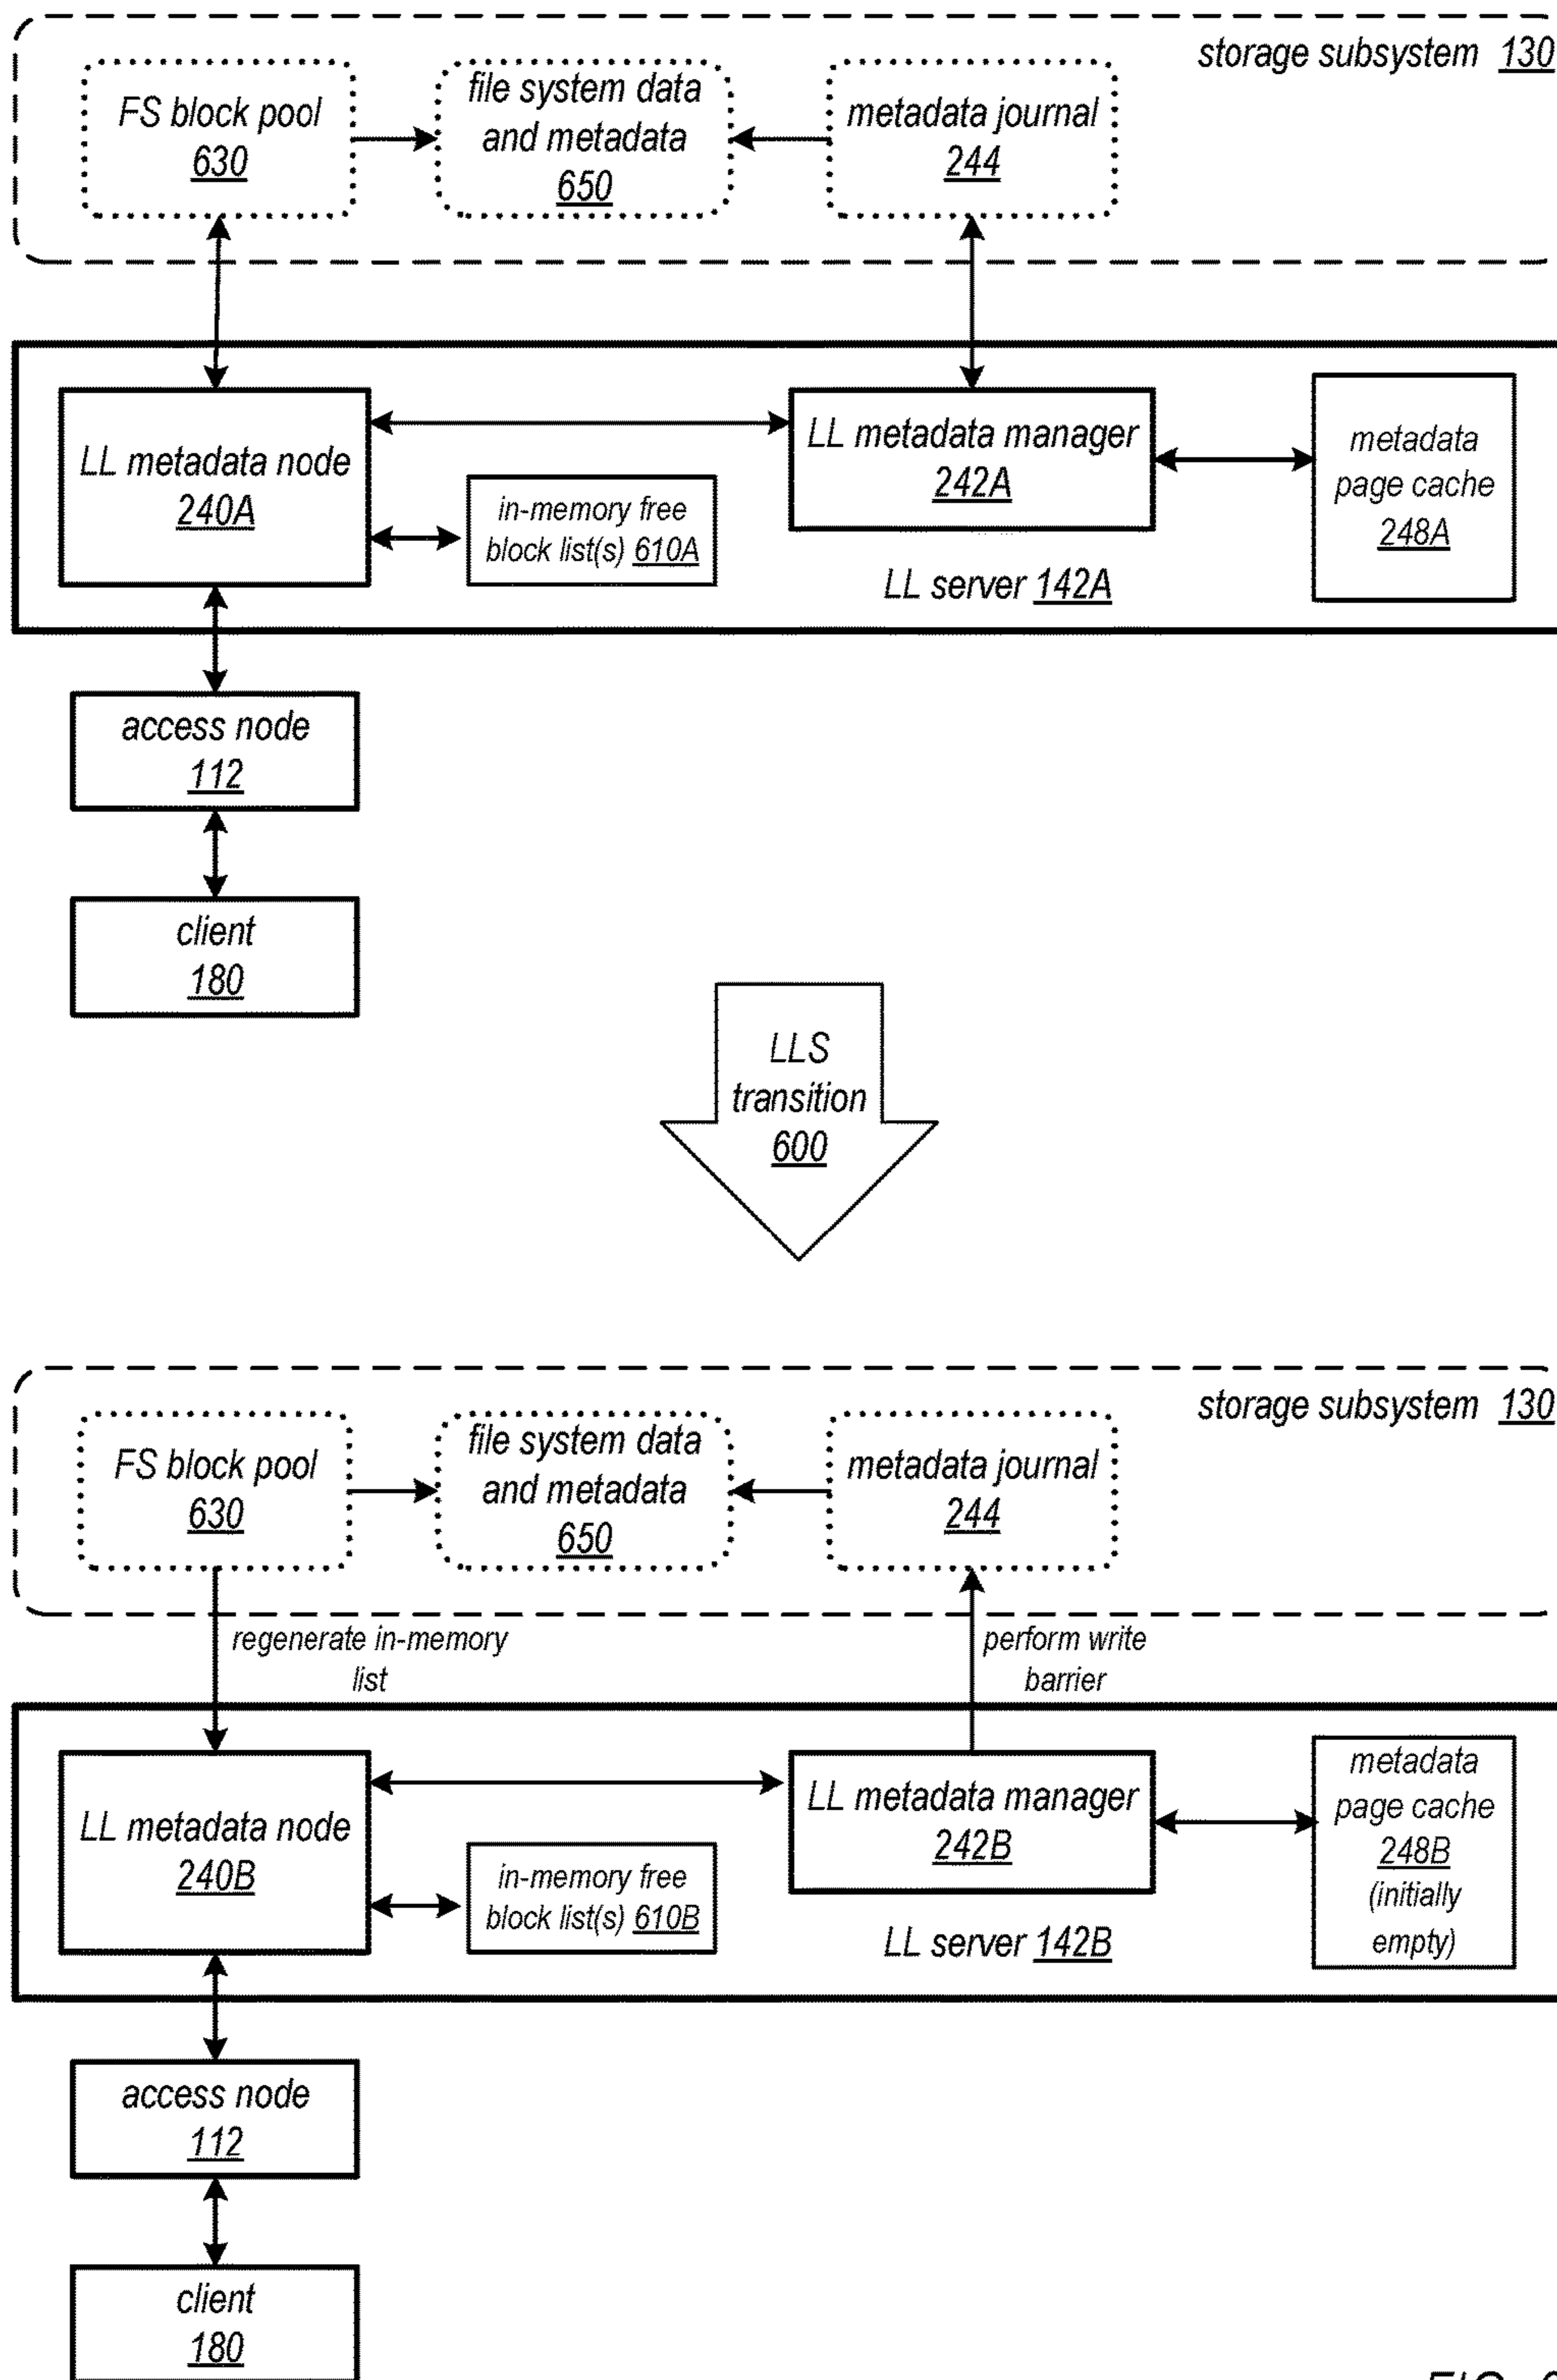 storage subsystem 130
FS block pool
630
file system data
and metadata
650
metadata journal
244
LL metadata node
240A
in-memory free
block list(s) 610A
LL metadata manager
242A
metadata
page cache
248A
LL server 142A
access node
112
client
180
LLS
transition
600
storage subsystem 130
FS block pool
630
file system data
and metadata
650
metadata journal
244
regenerate in-memory
list
perform write
barrier
LL metadata node
240B
in-memory free
block list(s) 610B
LL metadata manager
242B
metadata
page cache
248B
(initially
empty)
LL server 142B
access node
112
client
180